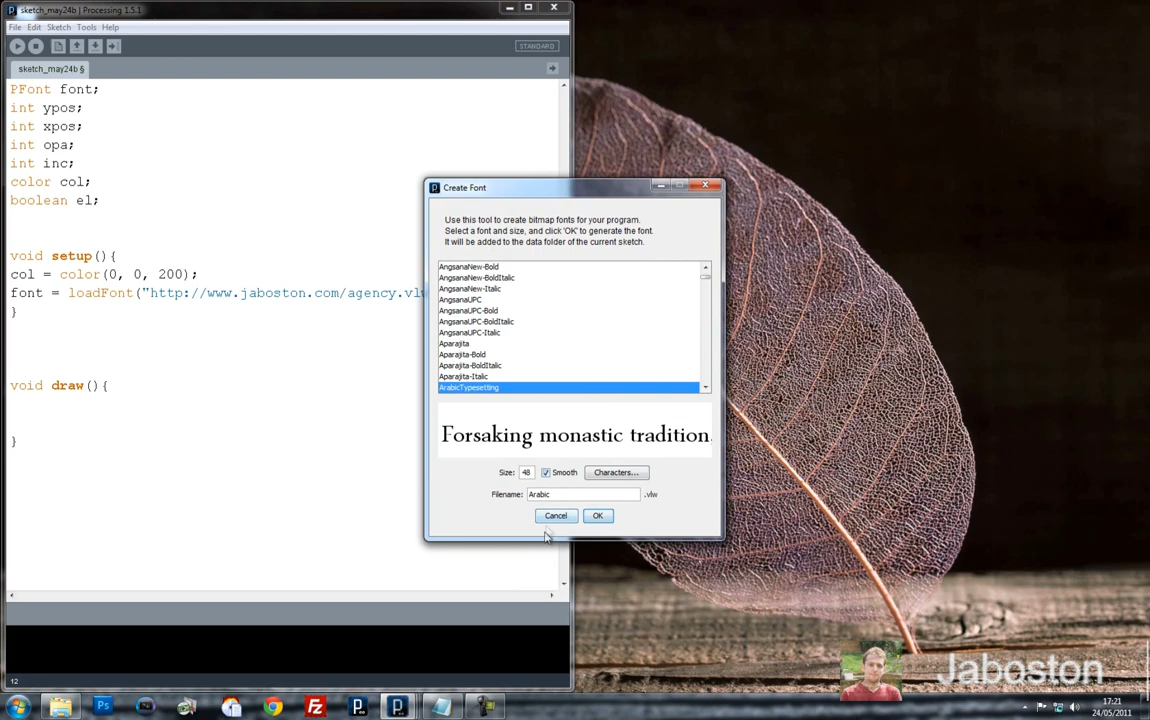 sketch_may24b | Processing 1.5.1
File Edit Sketch Tools Help
STANDARD
sketch_may24b §
PFont font;
int ypos;
int xpos;
int opa;
int inc;
color col;
boolean el;
void setup(){
col = color(0, 0, 200);
font = loadFont("http://www.jaboston.com/agency.vlw
}
void draw(){
}
12
Create Font
Use this tool to create bitmap fonts for your program.
Select a font and size, and click 'OK' to generate the font.
It will be added to the data folder of the current sketch.
AngsanaNew-Bold
AngsanaNew-BoldItalic
AngsanaNew-Italic
AngsanaUPC
AngsanaUPC-Bold
AngsanaUPC-BoldItalic
AngsanaUPC-Italic
Aparajita
Aparajita-Bold
Aparajita-BoldItalic
Aparajita-Italic
ArabicTypesetting
Forsaking monastic tradition,
Size: 48 Smooth Characters...
Filename: Arabic .vlw
Cancel OK
Jaboston
Ps
Fz
17:21
24/05/2011